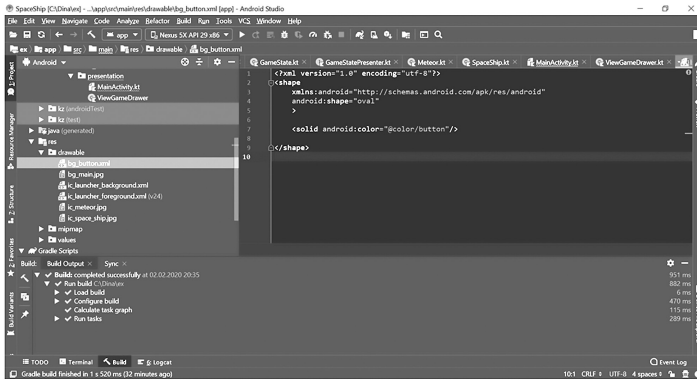 SpaceShip [C:\Dina\ex] - ...\app\src\main\res\drawable\bg_button.xml [app] - Android Studio
File Edit View Navigate Code Analyze Refactor Build Run Tools VCS Window Help
app Nexus 5X API 29 x86
ex app src main res drawable bg_button.xml
Android
GameState.kt GameStatePresenter.kt Meteor.kt SpaceShip.kt MainActivity.kt ViewGameDrawer.kt
1: Project
Resource Manager
Z: Structure
2: Favorites
Build Variants
presentation
MainActivity.kt
ViewGameDrawer
kz (androidTest)
kz (test)
java (generated)
res
drawable
bg_button.xml
bg_main.jpg
ic_launcher_background.xml
ic_launcher_foreground.xml (v24)
ic_meteor.jpg
ic_space_ship.jpg
mipmap
values
Gradle Scripts
1 <?xml version="1.0" encoding="utf-8"?>
2 <shape
3 xmlns:android="http://schemas.android.com/apk/res/android"
4 android:shape="oval"
5 >
6
7 <solid android:color="@color/button"/>
8
9 </shape>
10
Build: Build Output Sync
Build: completed successfully at 02.02.2020 20:35 951 ms
Run build C:\Dina\ex 882 ms
Load build 6 ms
Configure build 470 ms
Calculate task graph 115 ms
Run tasks 289 ms
TODO Terminal Build 6: Logcat Event Log
Gradle build finished in 1 s 520 ms (32 minutes ago) 10:1 CRLF UTF-8 4 spaces